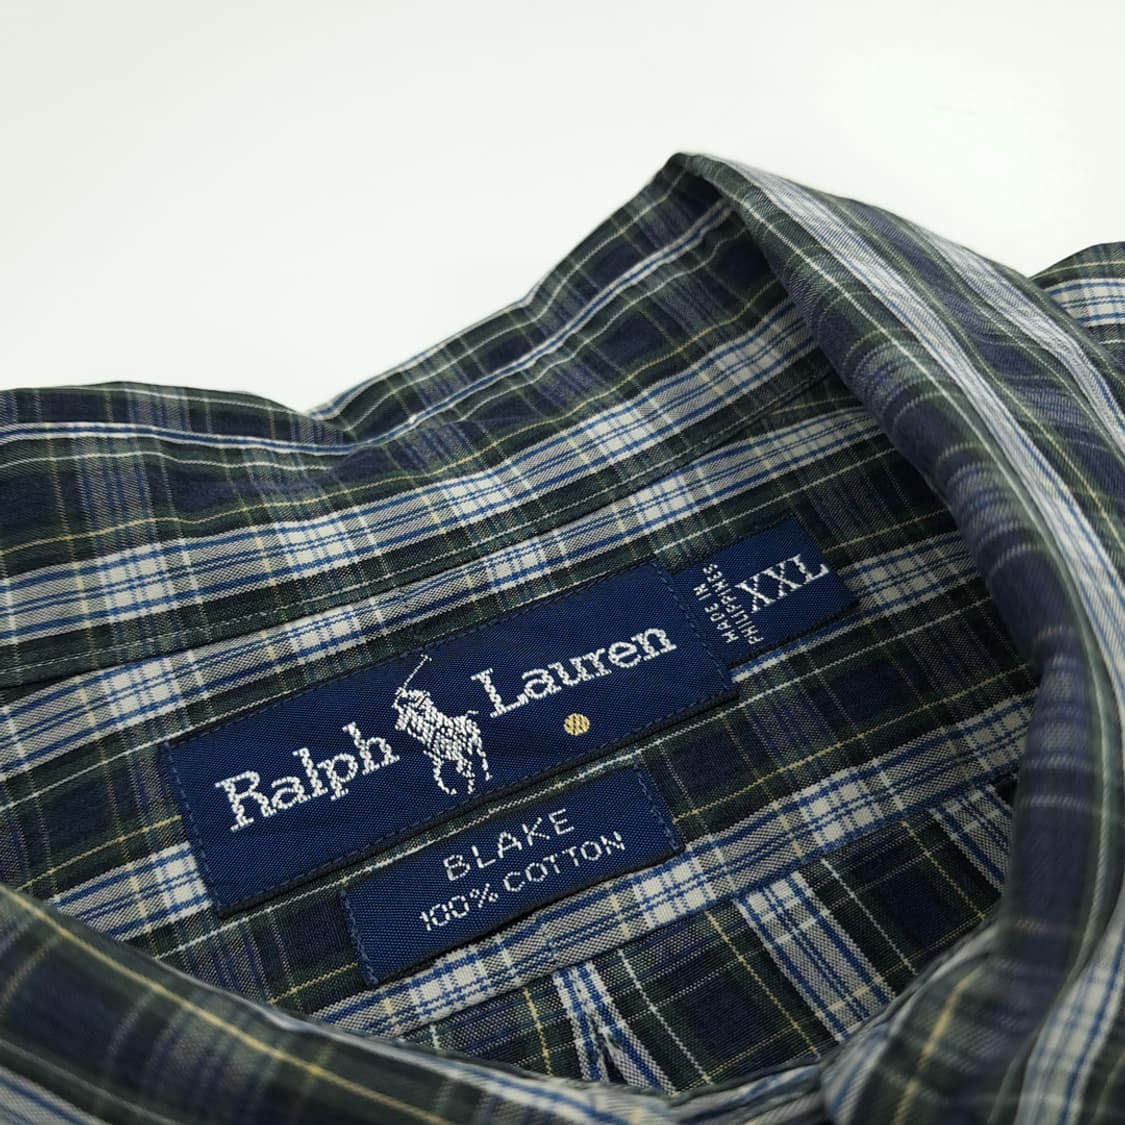 Ralph Lauren
XXL
MADE IN
PHILIPPINES
BLAKE
100% COTTON